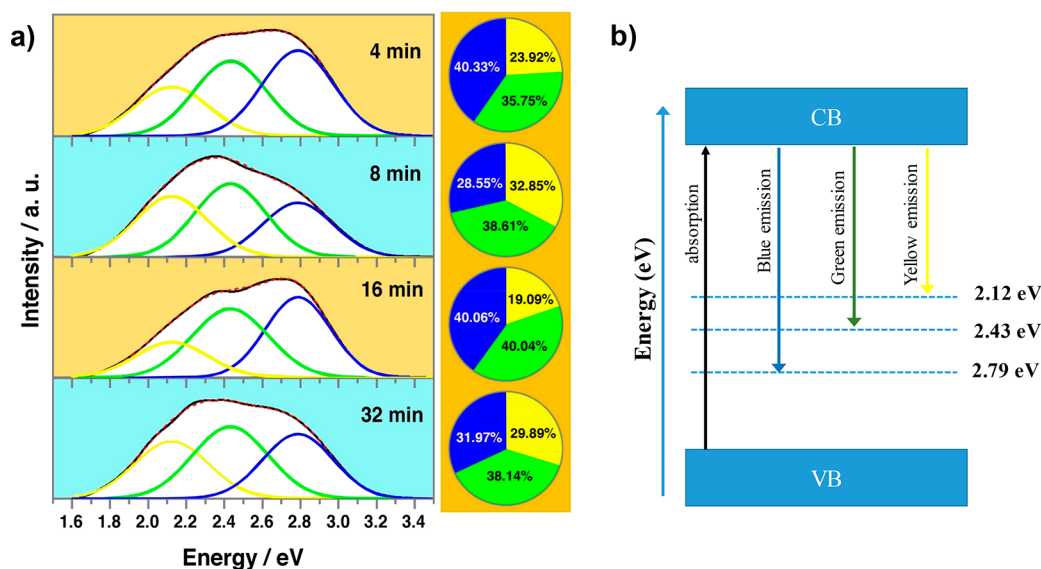 a)
4 min
40.33%
23.92%
35.75%
8 min
28.55%
32.85%
38.61%
16 min
40.06%
19.09%
40.04%
32 min
31.97%
29.89%
38.14%
Intensity / a. u.
1.6 1.8 2.0 2.2 2.4 2.6 2.8 3.0 3.2 3.4
Energy / eV
b)
Energy (eV)
CB
absorption
Blue emission
Green emission
Yellow emission
2.12 eV
2.43 eV
2.79 eV
VB